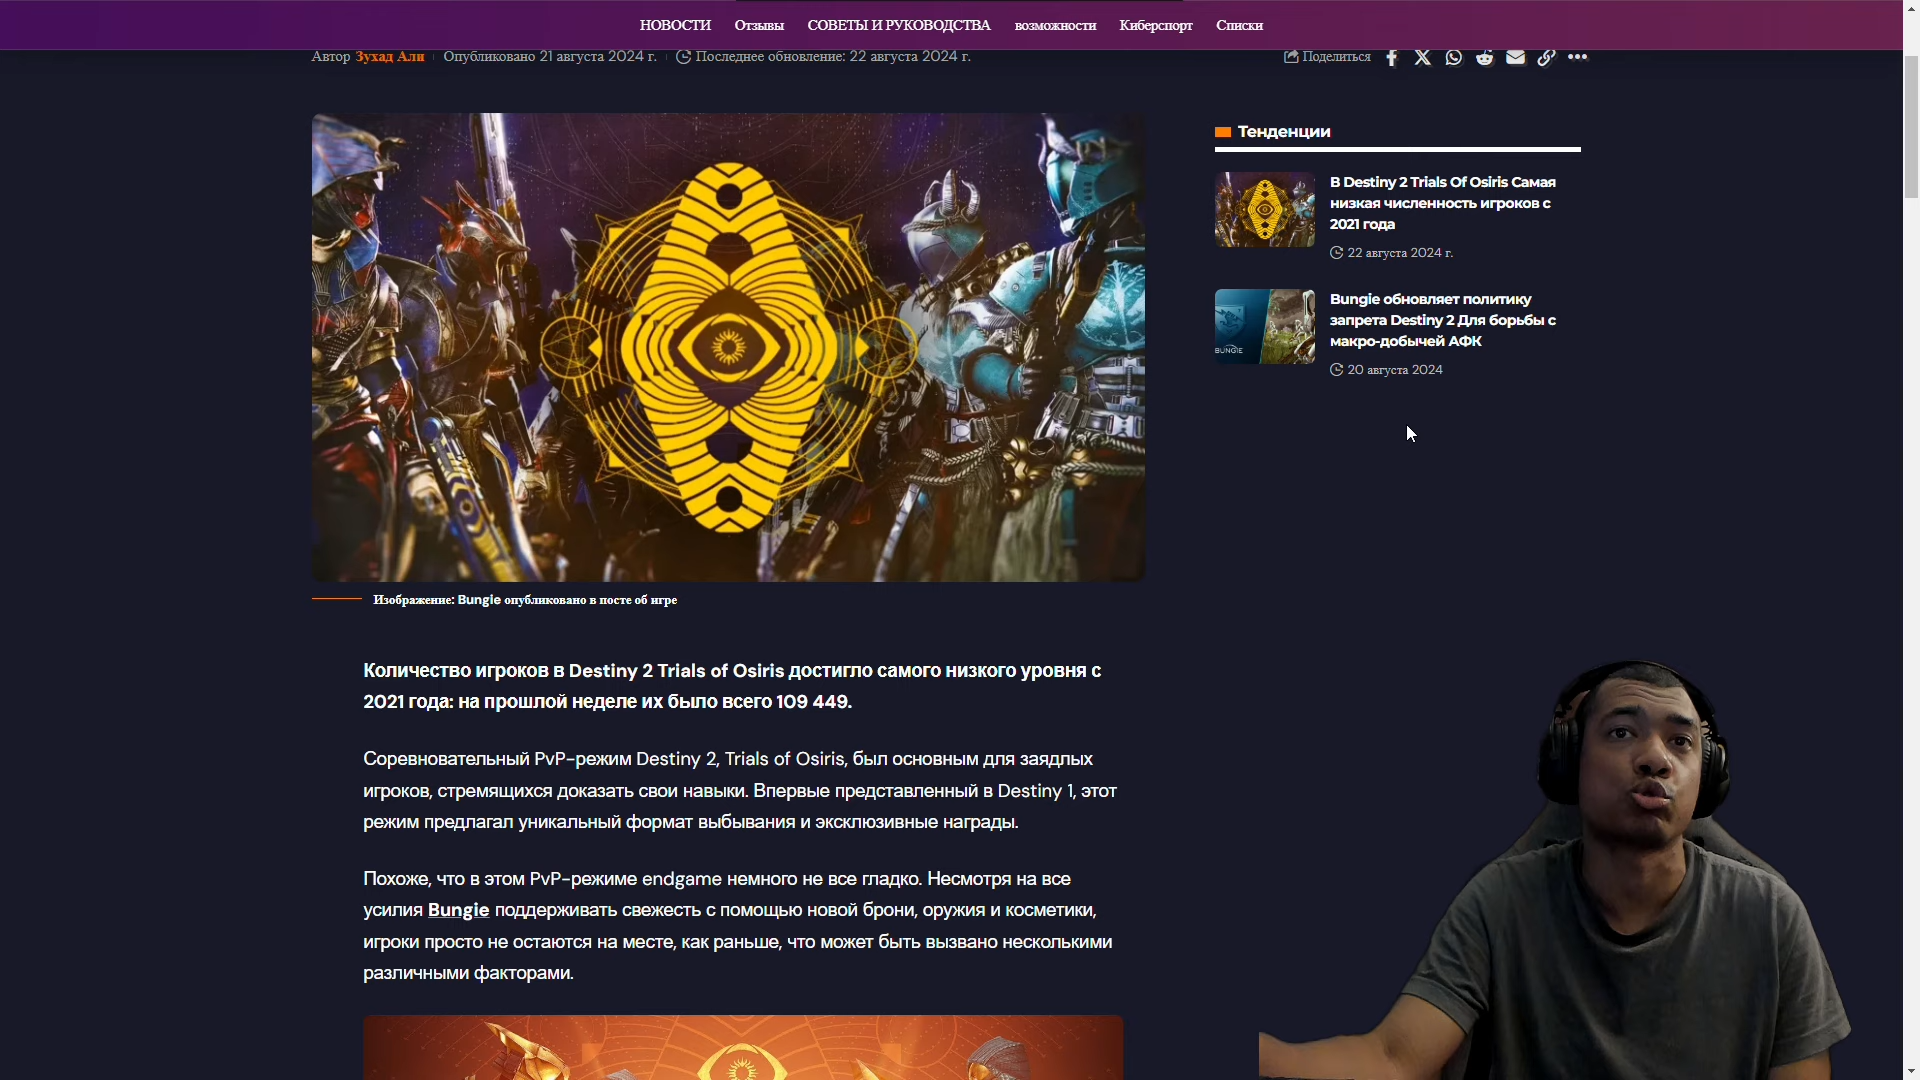 НОВОСТИ Отзывы СОВЕТЫ И РУКОВОДСТВА возможности Киберспорт Списки
Автор Зухад Али Опубликовано 21 августа 2024 г. Последнее обновление: 22 августа 2024 г.
Поделиться
Изображение: Bungie опубликовано в посте об игре
Количество игроков в Destiny 2 Trials of Osiris достигло самого низкого уровня с
2021 года: на прошлой неделе их было всего 109 449.
Соревновательный PvP-режим Destiny 2, Trials of Osiris, был основным для заядлых
игроков, стремящихся доказать свои навыки. Впервые представленный в Destiny 1, этот
режим предлагал уникальный формат выбывания и эксклюзивные награды.
Похоже, что в этом PvP-режиме endgame немного не все гладко. Несмотря на все
усилия Bungie поддерживать свежесть с помощью новой брони, оружия и косметики,
игроки просто не остаются на месте, как раньше, что может быть вызвано несколькими
различными факторами.
Тенденции
В Destiny 2 Trials Of Osiris Самая
низкая численность игроков с
2021 года
22 августа 2024 г.
BUNGIE
Bungie обновляет политику
запрета Destiny 2 Для борьбы с
макро-добычей АФК
20 августа 2024